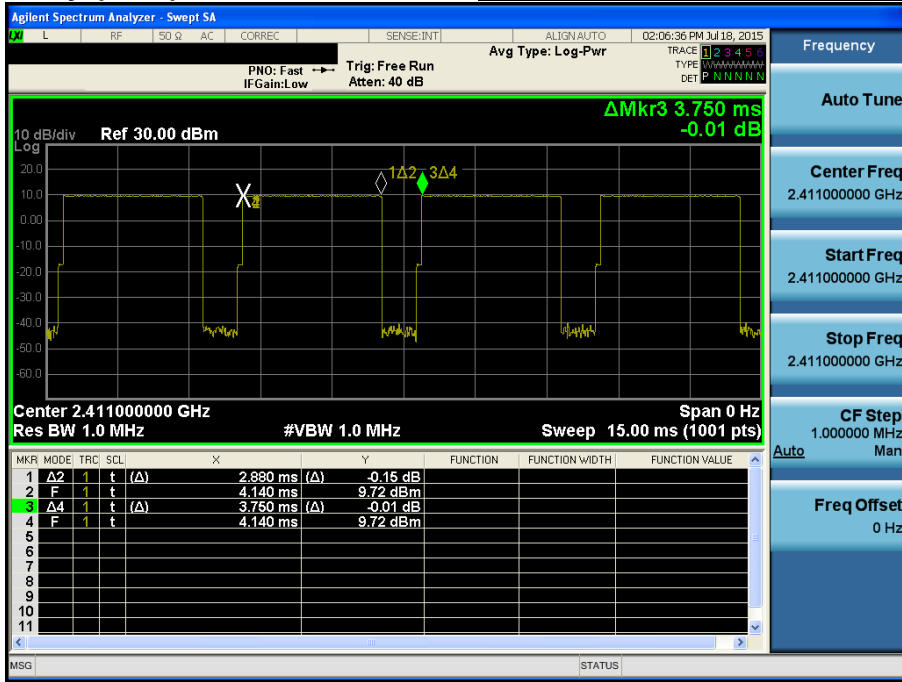 Agilent Spectrum Analyzer - Swept SA
LXI L RF 50 Ω AC CORREC SENSE:INT ALIGNAUTO 02:06:36 PM Jul 18, 2015
Avg Type: Log-Pwr
TRACE 1 2 3 4 5 6
TYPE WWWWWW
DET P N N N N N
PNO: Fast Trig: Free Run
IFGain:Low Atten: 40 dB
Frequency
ΔMkr3 3.750 ms
-0.01 dB
10 dB/div Ref 30.00 dBm
Log
20.0
10.0
0.00
-10.0
-20.0
-30.0
-40.0
-50.0
-60.0
X
1Δ2 3Δ4
Center 2.411000000 GHz Span 0 Hz
Res BW 1.0 MHz #VBW 1.0 MHz Sweep 15.00 ms (1001 pts)
MKR MODE TRC SCL X Y FUNCTION FUNCTION WIDTH FUNCTION VALUE
1 Δ2 1 t (Δ) 2.880 ms (Δ) -0.15 dB
2 F 1 t 4.140 ms 9.72 dBm
3 Δ4 1 t (Δ) 3.750 ms (Δ) -0.01 dB
4 F 1 t 4.140 ms 9.72 dBm
5
6
7
8
9
10
11
MSG STATUS
Auto Tune
Center Freq
2.411000000 GHz
Start Freq
2.411000000 GHz
Stop Freq
2.411000000 GHz
CF Step
1.000000 MHz
Auto Man
Freq Offset
0 Hz